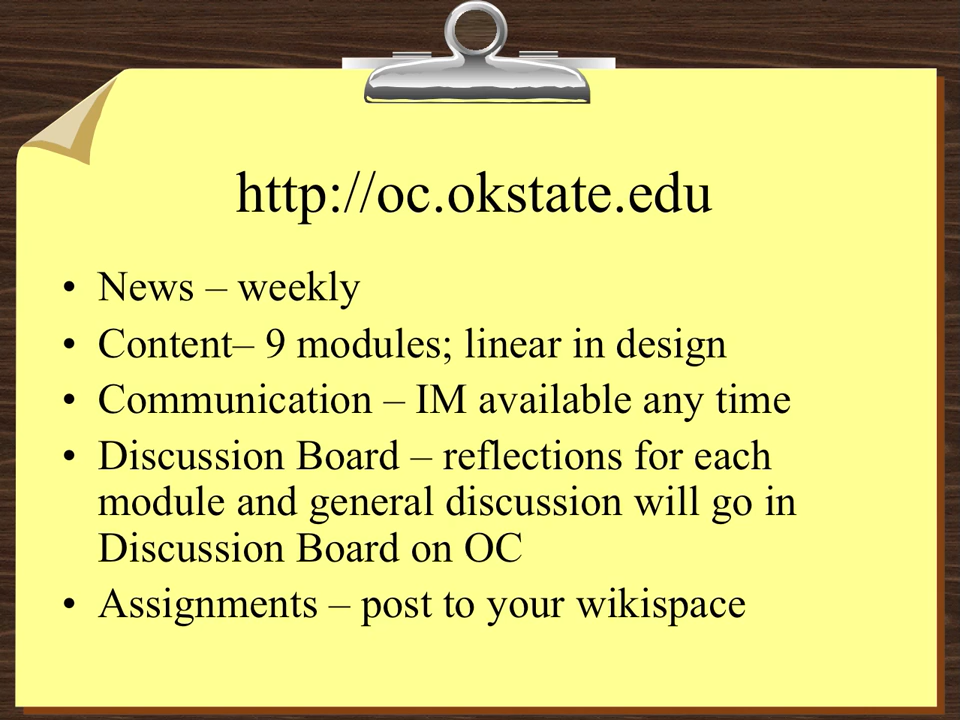 http://oc.okstate.edu
• News – weekly
• Content– 9 modules; linear in design
• Communication – IM available any time
• Discussion Board – reflections for each
module and general discussion will go in
Discussion Board on OC
• Assignments – post to your wikispace